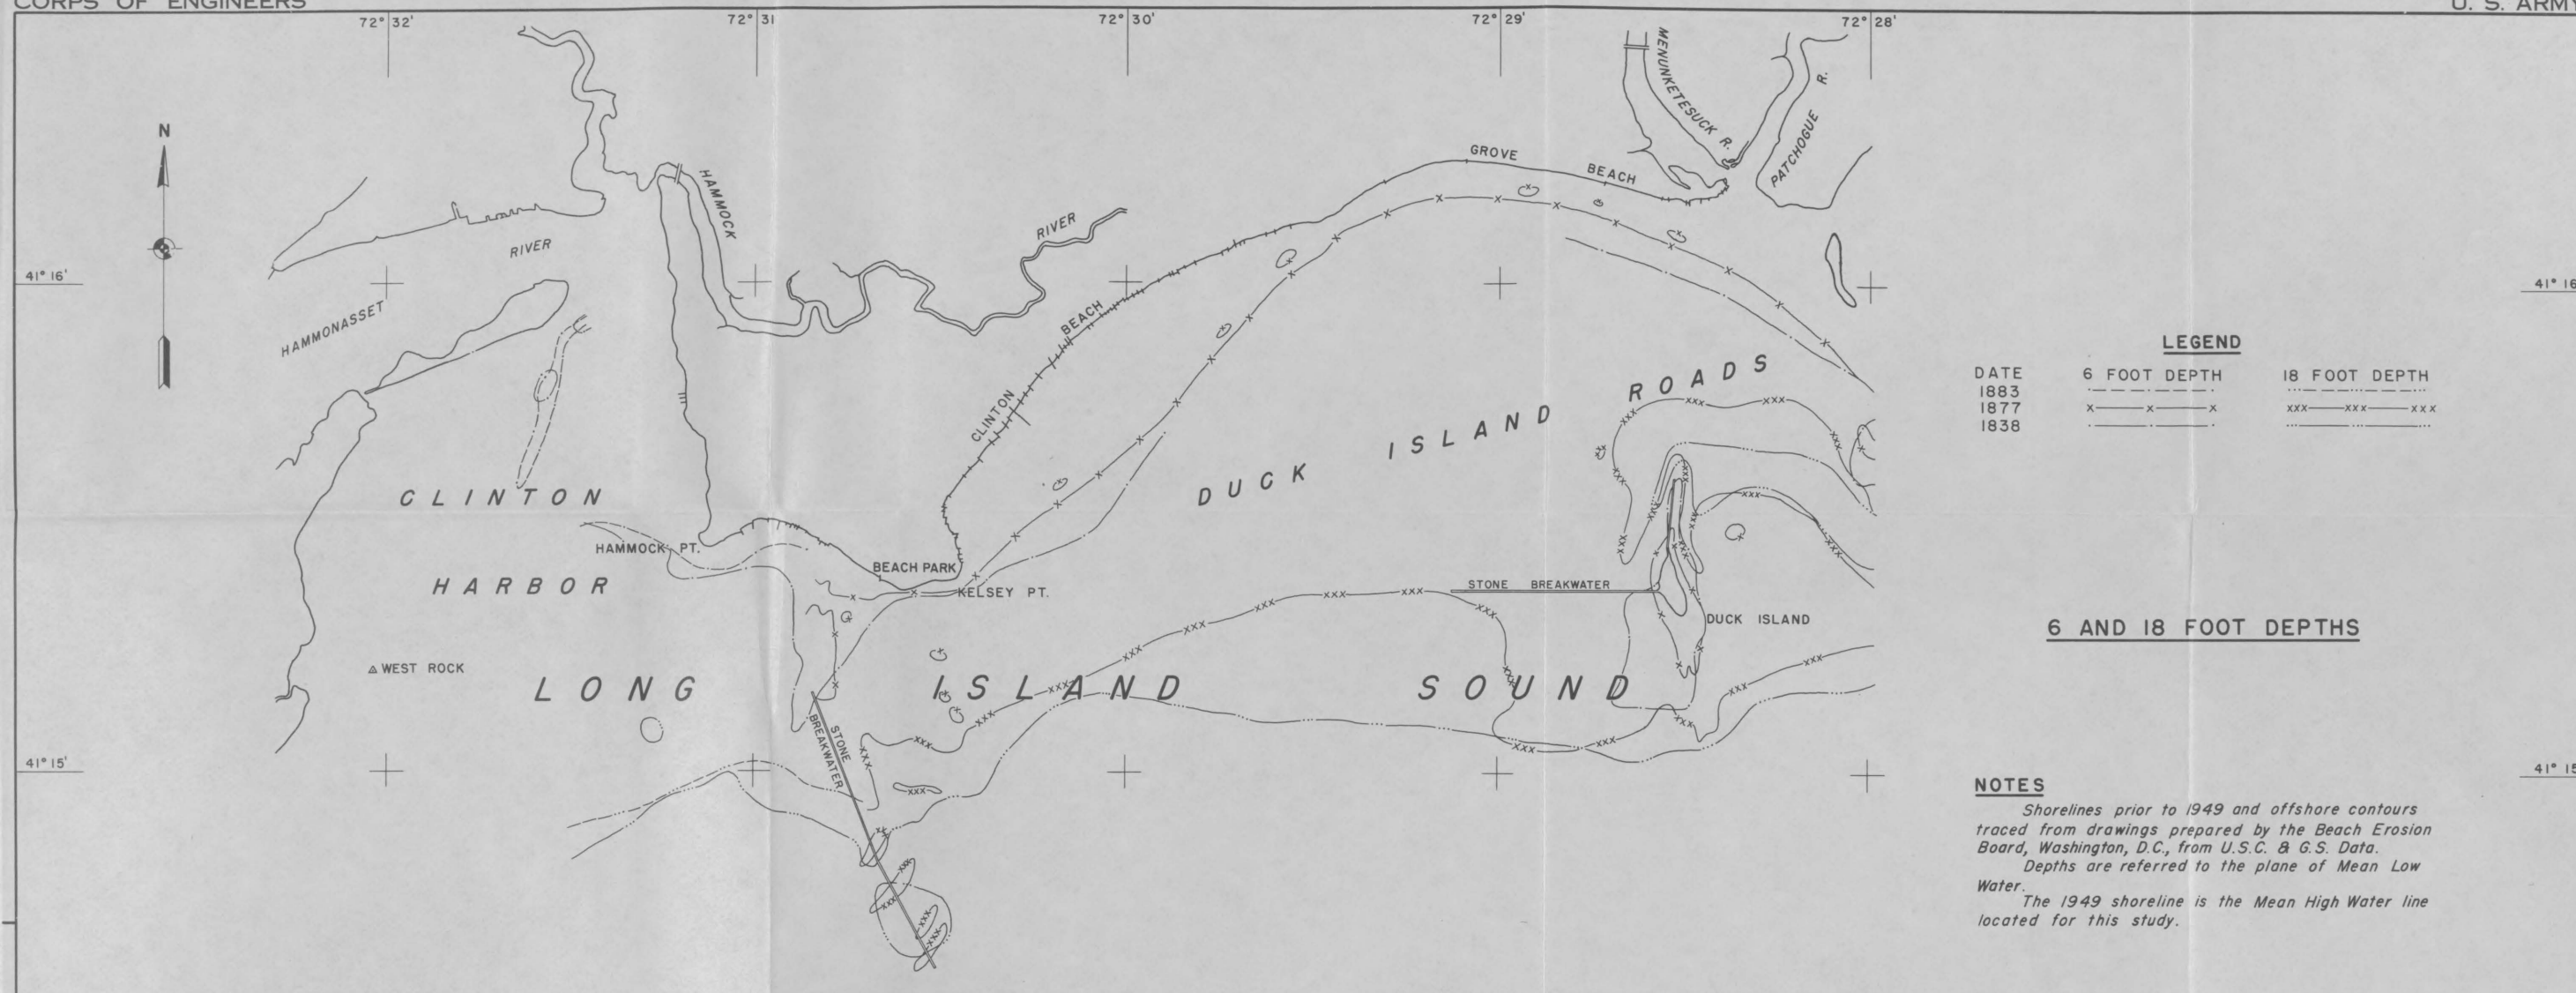 CORPS OF ENGINEERS
U. S. ARMY
72° 32'
72° 31
72° 30'
72° 29'
72° 28'
N
MENUNKETESUCK R.
PATCHOGUE R.
HAMMOCK
RIVER
GROVE BEACH
RIVER
HAMMONASSET
41° 16'
41° 16
CLINTON BEACH
LEGEND
DATE 6 FOOT DEPTH 18 FOOT DEPTH
1883
1877 x x x xxx xxx xxx
1838
DUCK ISLAND ROADS
CLINTON
HARBOR
HAMMOCK PT.
BEACH PARK
KELSEY PT.
STONE BREAKWATER
DUCK ISLAND
6 AND 18 FOOT DEPTHS
WEST ROCK
LONG ISLAND SOUND
STONE
BREAKWATER
41° 15'
41° 15
NOTES
Shorelines prior to 1949 and offshore contours
traced from drawings prepared by the Beach Erosion
Board, Washington, D.C., from U.S.C. & G.S. Data.
Depths are referred to the plane of Mean Low
Water.
The 1949 shoreline is the Mean High Water line
located for this study.